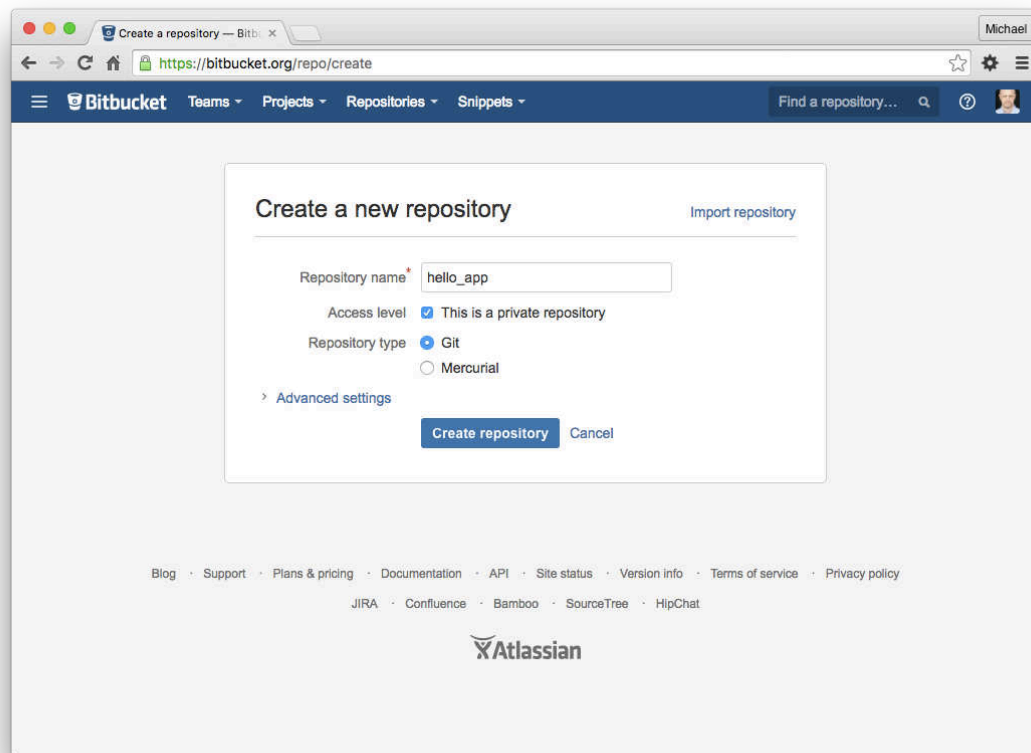 Create a repository — Bitb
Michael
https://bitbucket.org/repo/create
Bitbucket Teams Projects Repositories Snippets Find a repository...
Create a new repository Import repository
Repository name* hello_app
Access level This is a private repository
Repository type Git
Mercurial
Advanced settings
Create repository Cancel
Blog · Support · Plans & pricing · Documentation · API · Site status · Version info · Terms of service · Privacy policy
JIRA · Confluence · Bamboo · SourceTree · HipChat
Atlassian